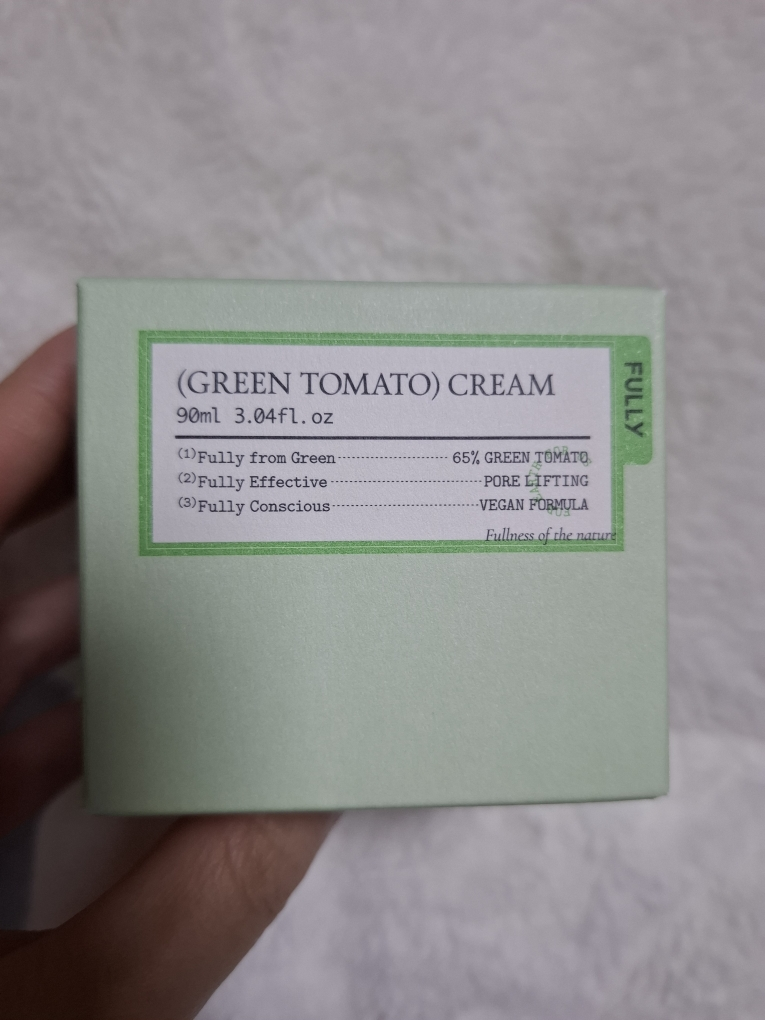 (GREEN TOMATO) CREAM
90ml 3.04fl.oz
FULLY
(1)Fully from Green 65% GREEN TOMATO
(2)Fully Effective PORE LIFTING
(3)Fully Conscious VEGAN FORMULA
Fullness of the nature